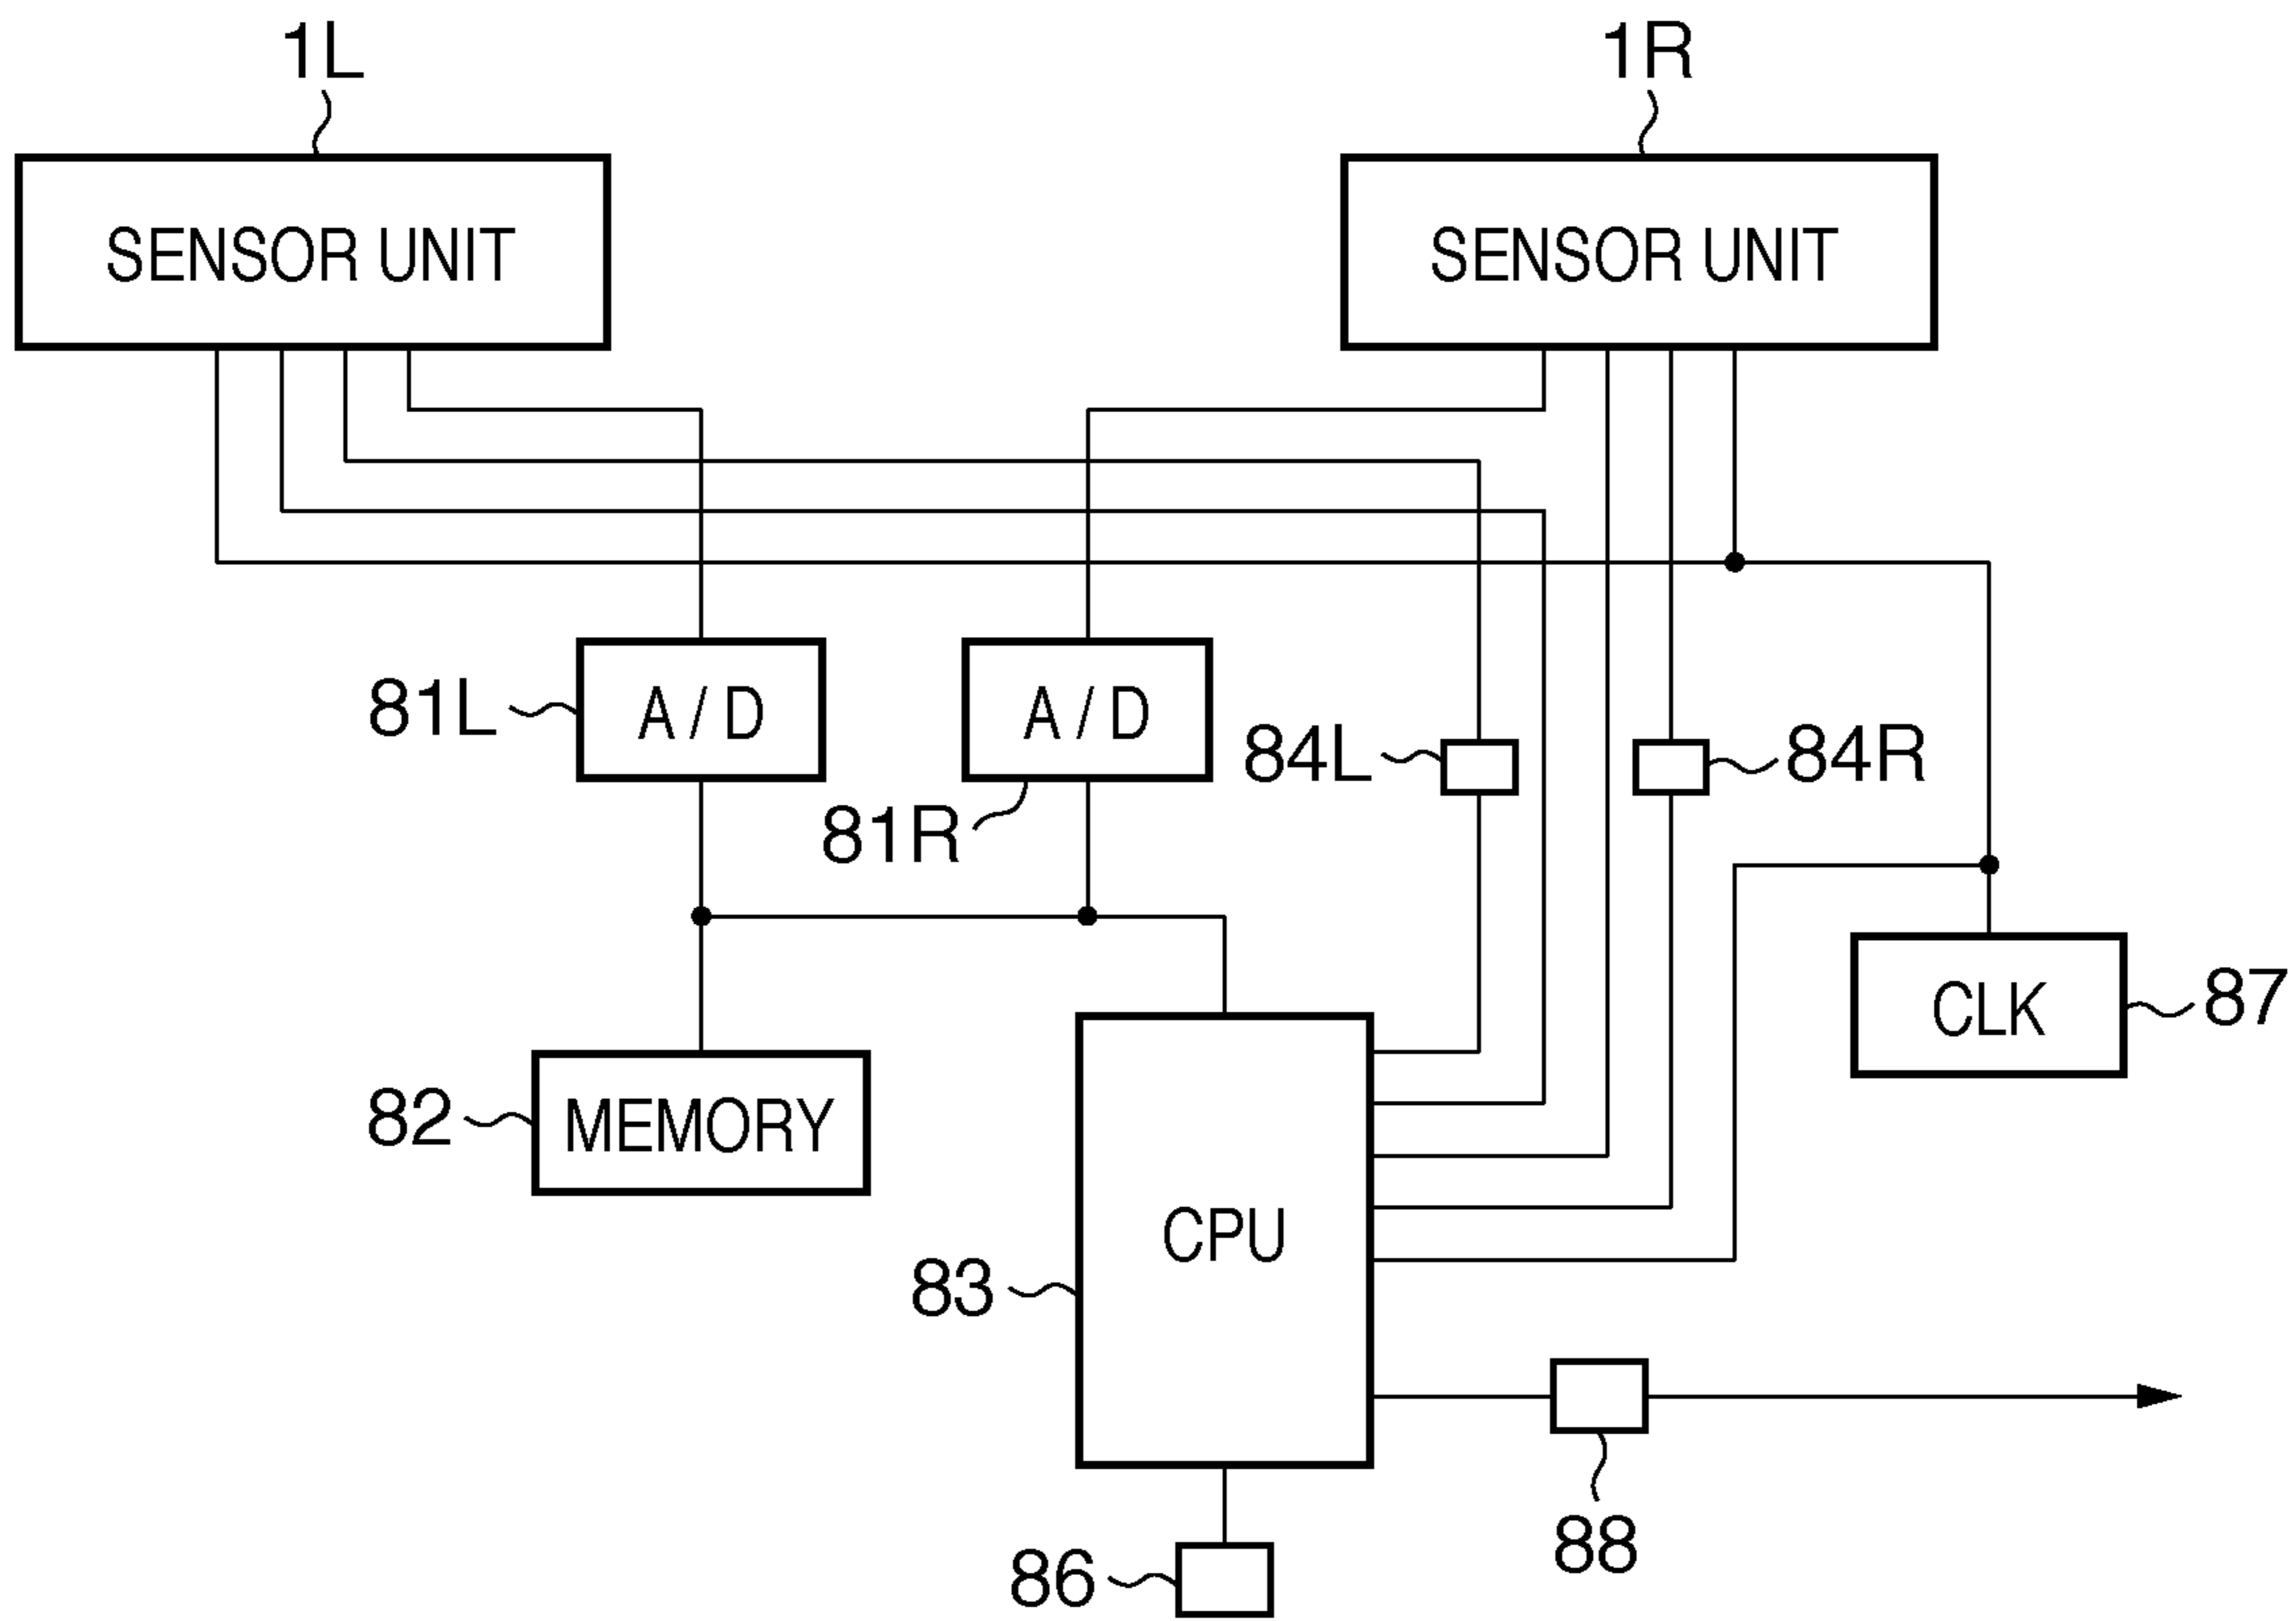 1L
1R
SENSOR UNIT
SENSOR UNIT
81L
A / D
A / D
84L
84R
81R
CLK
87
82
MEMORY
CPU
83
88
86